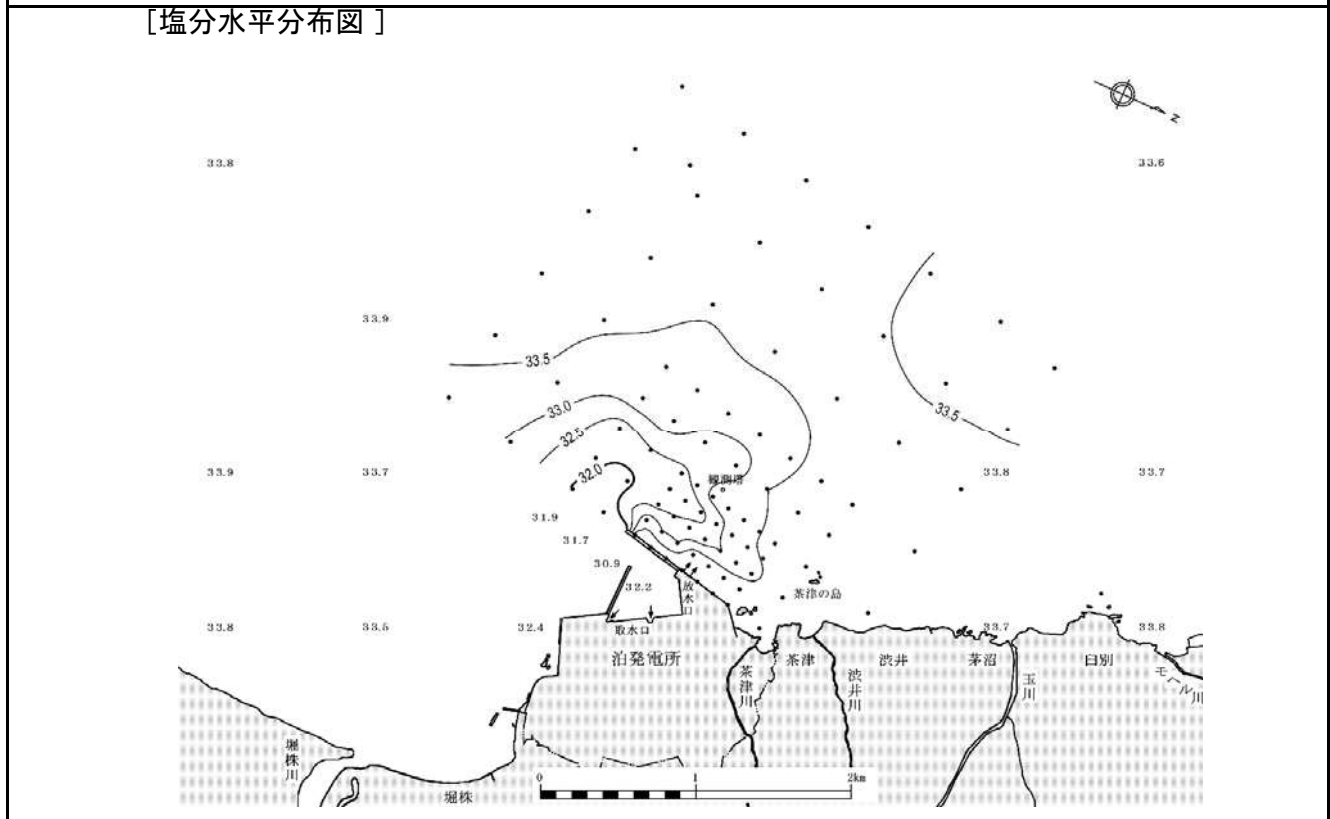 ［塩分水平分布図 ］
N
33.8
33.6
33.9
33.5
33.0
33.5
32.5
33.9
33.7
32.0
観測塔
33.8
33.7
31.9
31.7
30.9
32.2
放水口
茶津の島
33.8
33.5
32.4
取水口
33.7
33.8
泊発電所
茶津
渋井
茅沼
臼別
茶津川
渋井川
玉川
モヘル川
堀株川
堀株
0
1
2km